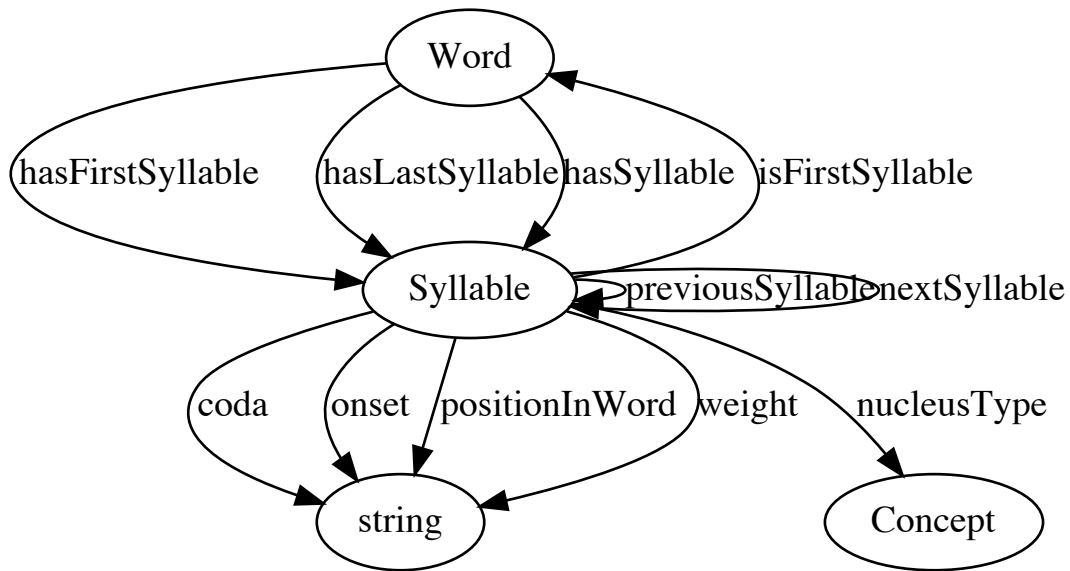 Word
hasFirstSyllable hasLastSyllable hasSyllable isFirstSyllable
Syllable previousSyllable nextSyllable
coda onset positionInWord weight nucleusType
string Concept